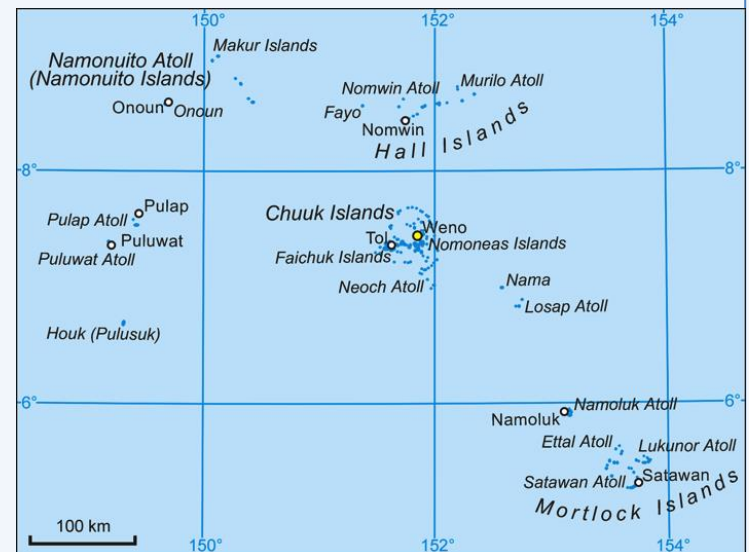 150°
152°
154°
Makur Islands
Namonuito Atoll
(Namonuito Islands)
Onoun
Onoun
Nomwin Atoll
Murilo Atoll
Fayo
Nomwin
Hall Islands
8°
8°
Pulap
Pulap Atoll
Puluwat
Puluwat Atoll
Chuuk Islands
Weno
Tol
Nomoneas Islands
Faichuk Islands
Neoch Atoll
Nama
Losap Atoll
Houk (Pulusuk)
6°
6°
Namoluk Atoll
Namoluk
Ettal Atoll
Lukunor Atoll
Satawan Atoll
Satawan
Mortlock Islands
100 km
150°
152°
154°